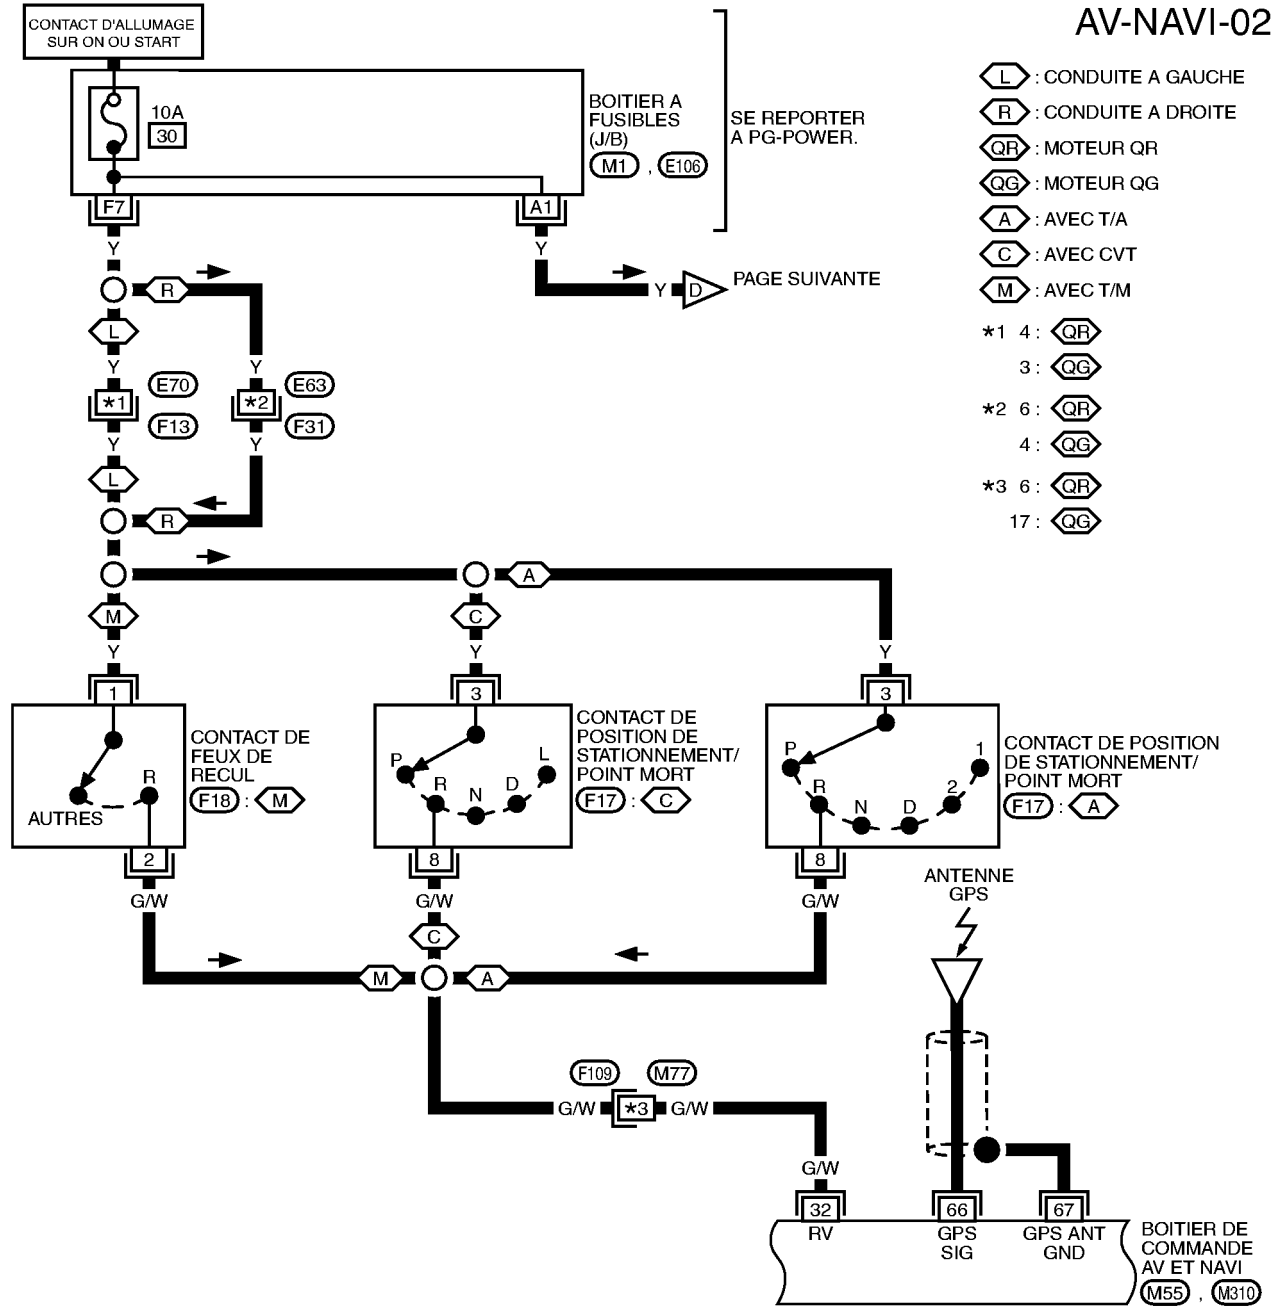 AV-NAVI-02
CONTACT D'ALLUMAGE
SUR ON OU START
10A
30
BOITIER A
FUSIBLES
(J/B)
M1 , E106
SE REPORTER
A PG-POWER.
F7
A1
Y
Y
Y D PAGE SUIVANTE
L : CONDUITE A GAUCHE
R : CONDUITE A DROITE
QR : MOTEUR QR
QG : MOTEUR QG
A : AVEC T/A
C : AVEC CVT
M : AVEC T/M
*1 4 : QR
3 : QG
*2 6 : QR
4 : QG
*3 6 : QR
17 : QG
R
L
Y
Y
*1
E70
F13
*2
E63
F31
Y
Y
L
R
A
M
C
Y
Y
Y
1
3
3
AUTRES
R
CONTACT DE
FEUX DE
RECUL
F18 : M
P
R
N
D
L
CONTACT DE
POSITION DE
STATIONNEMENT/
POINT MORT
F17 : C
P
R
N
D
2
1
CONTACT DE POSITION
DE STATIONNEMENT/
POINT MORT
F17 : A
2
8
8
G/W
G/W
G/W
C
M
A
ANTENNE
GPS
F109
M77
G/W *3 G/W
G/W
32
66
67
RV
GPS
SIG
GPS ANT
GND
BOITIER DE
COMMANDE
AV ET NAVI
M55 , M310